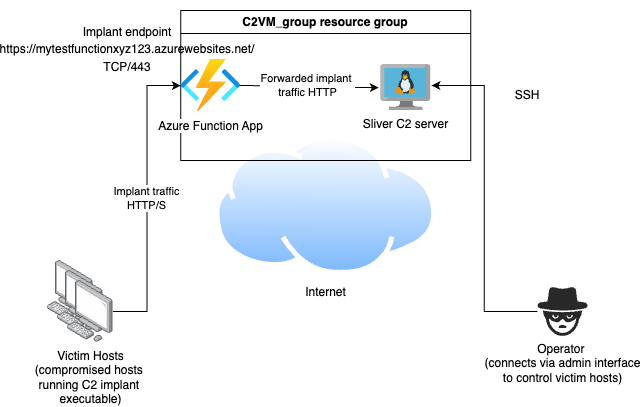 Implant endpoint
C2VM_group resource group
https://mytestfunctionxyz123.azurewebsites.net/
TCP/443
Forwarded implant
traffic HTTP
SSH
Azure Function App
Sliver C2 server
Implant traffic
HTTP/S
Internet
Victim Hosts
(compromised hosts
running C2 implant
executable)
Operator
(connects via admin interface
to control victim hosts)